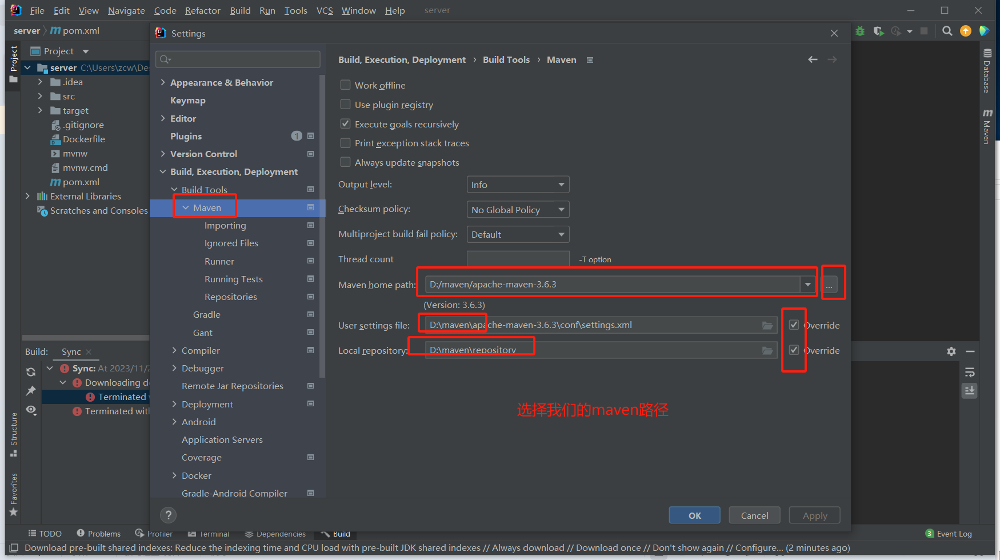 File Edit View Navigate Code Refactor Build Run Tools VCS Window Help server
server pom.xml
Settings
Project
Project
server C:\Users\zcw\De
.idea
src
target
.gitignore
Dockerfile
mvnw
mvnw.cmd
pom.xml
External Libraries
Scratches and Consoles
Appearance & Behavior
Keymap
Editor
Plugins 1
Version Control
Build, Execution, Deployment
Build Tools
Maven
Importing
Ignored Files
Runner
Running Tests
Repositories
Gradle
Gant
Compiler
Debugger
Remote Jar Repositories
Deployment
Android
Application Servers
Coverage
Docker
Gradle-Android Compiler
Build, Execution, Deployment › Build Tools › Maven
Work offline
Use plugin registry
Execute goals recursively
Print exception stack traces
Always update snapshots
Output level: Info
Checksum policy: No Global Policy
Multiproject build fail policy: Default
Thread count -T option
Maven home path: D:/maven/apache-maven-3.6.3 ...
(Version: 3.6.3)
User settings file: D:\maven\apache-maven-3.6.3\conf\settings.xml Override
Local repository: D:\maven\repository Override
选择我们的maven路径
? OK Cancel Apply
Database
Maven
Build: Sync
Sync: At 2023/11/2
Downloading d
Terminated
Terminated wit
Structure
Favorites
TODO Problems Profiler Terminal Dependencies Build 3 Event Log
Download pre-built shared indexes: Reduce the indexing time and CPU load with pre-built JDK shared indexes // Always download // Download once // Don't show again // Configure... (2 minutes ago)